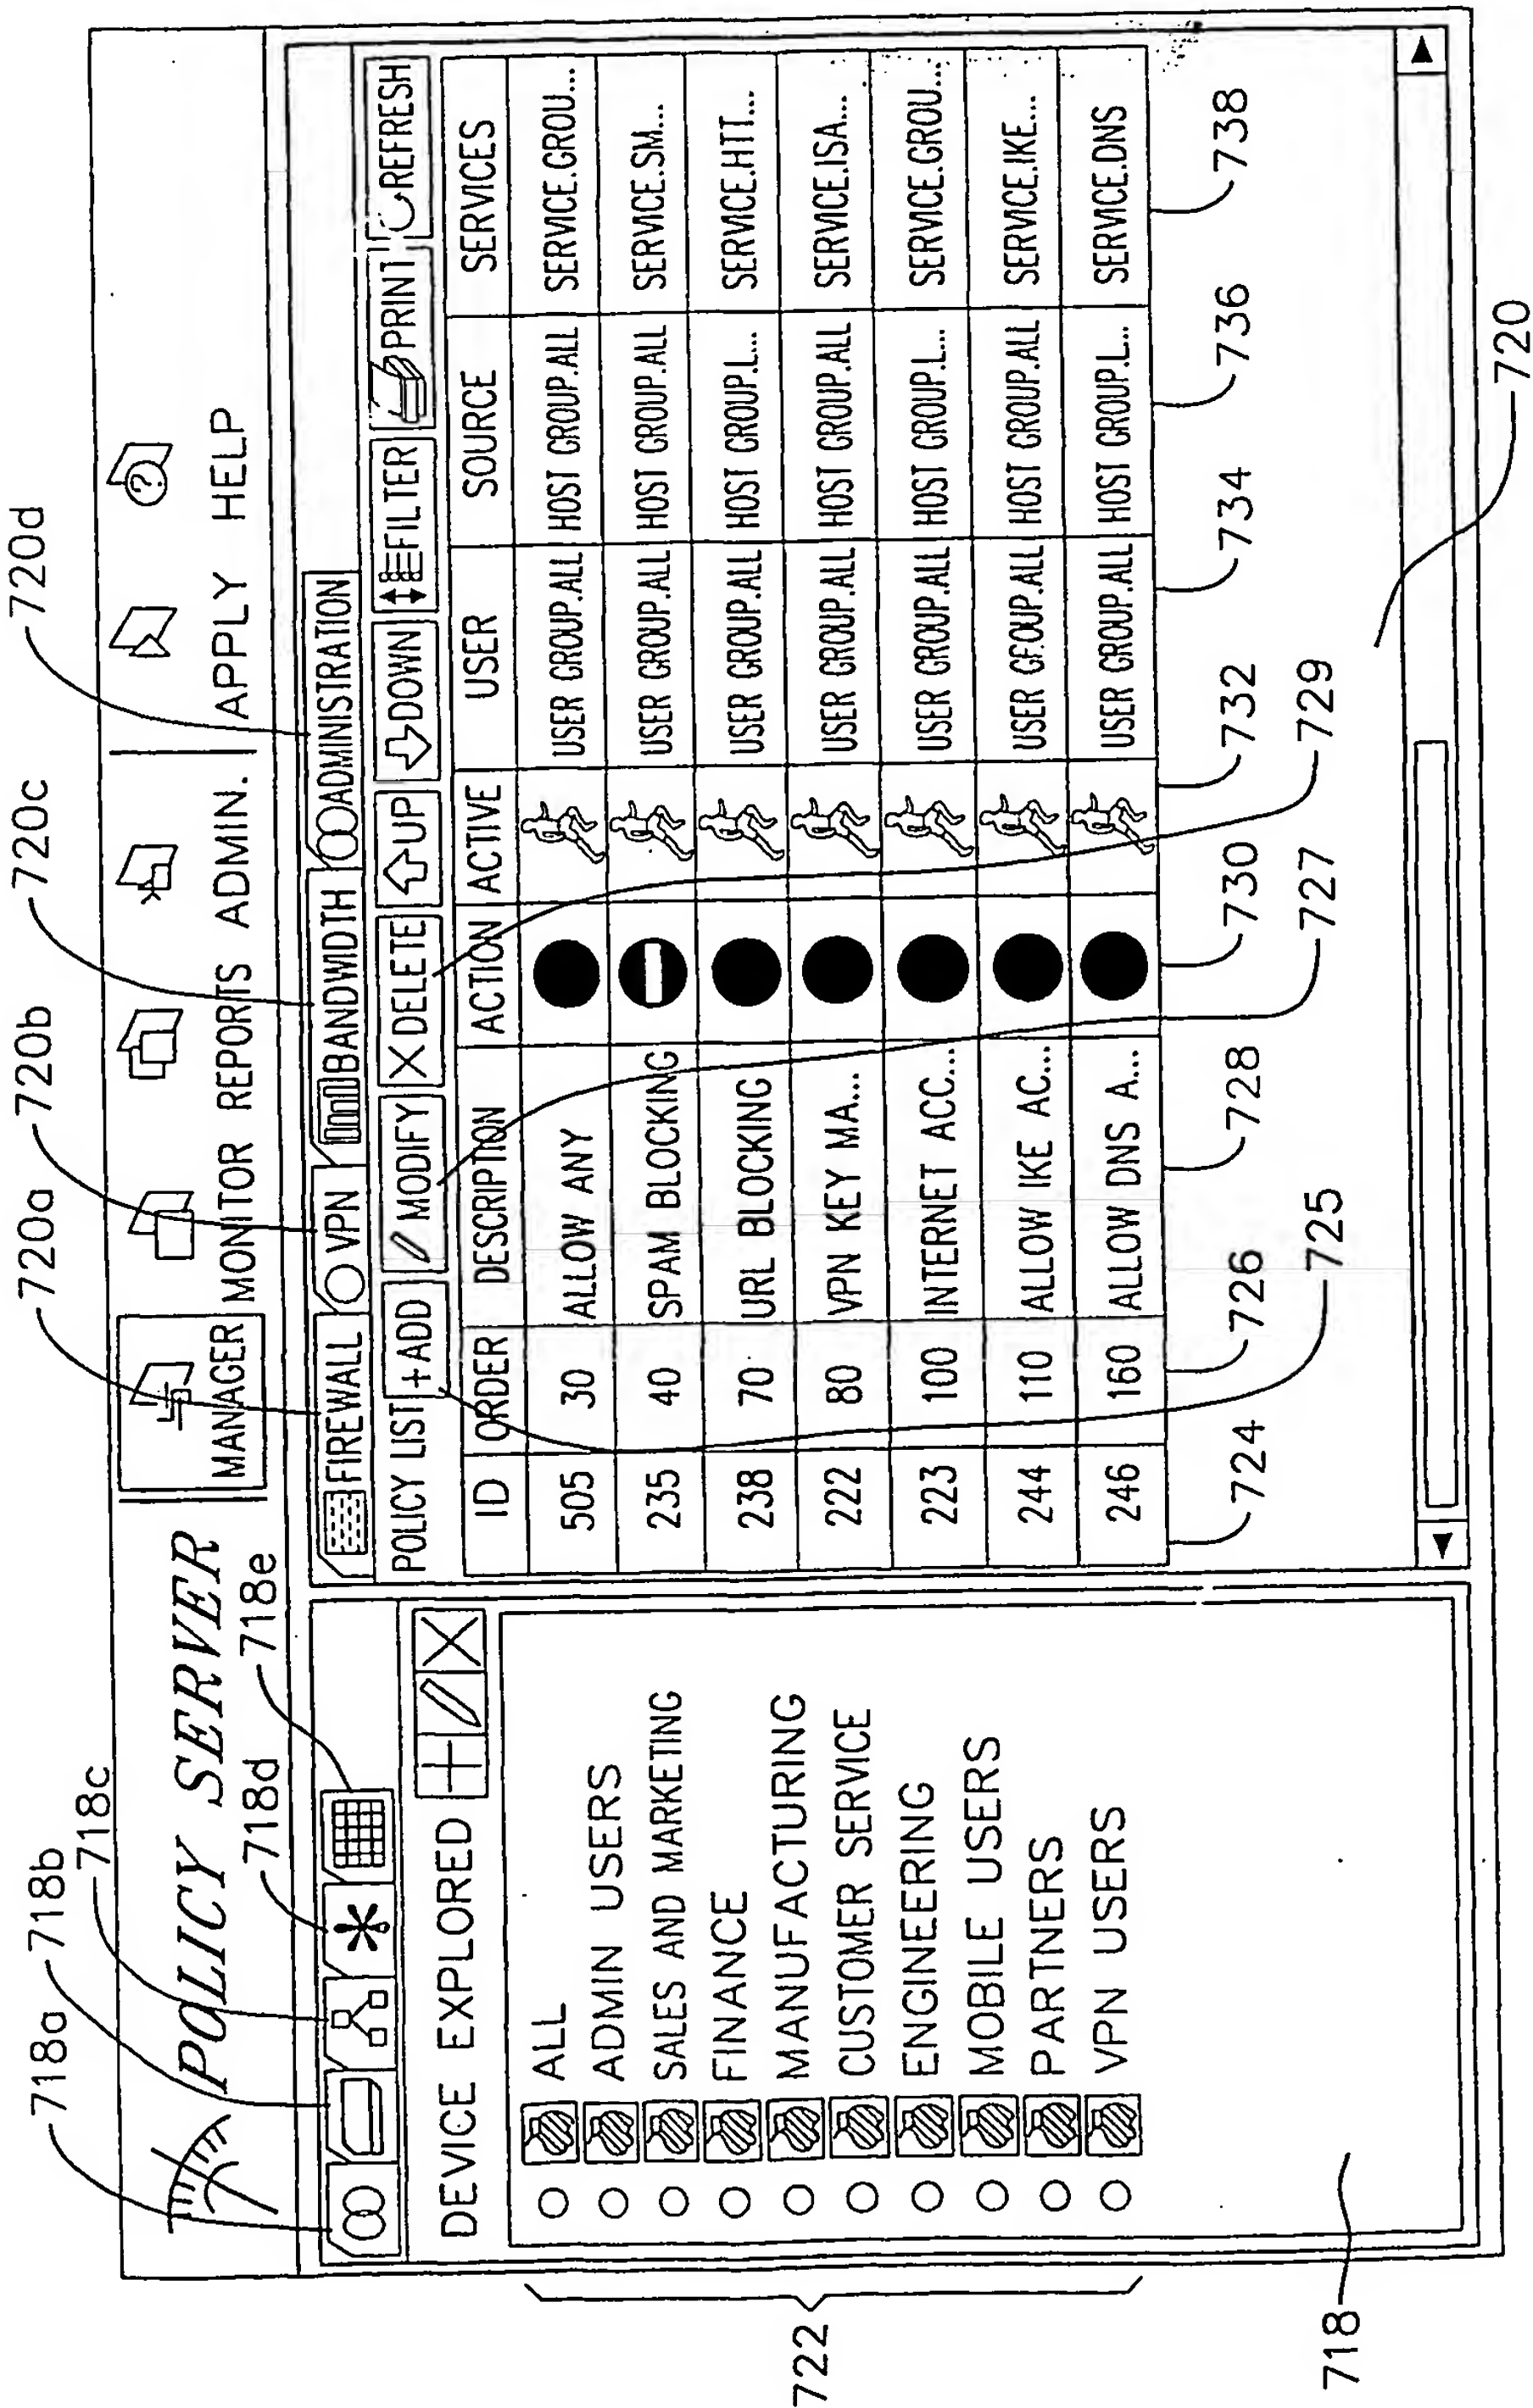 720a 720b 720c 720d
718a 718b 718c 718d 718e
POLICY SERVER
MANAGER MONITOR REPORTS ADMIN. APPLY HELP
DEVICE EXPLORED
ALL
ADMIN USERS
SALES AND MARKETING
FINANCE
MANUFACTURING
CUSTOMER SERVICE
ENGINEERING
MOBILE USERS
PARTNERS
VPN USERS
722
718
FIREWALL VPN BANDWIDTH ADMINISTRATION
POLICY LIST +ADD MODIFY X DELETE UP DOWN FILTER PRINT REFRESH
ID ORDER DESCRIPTION ACTION ACTIVE USER SOURCE SERVICES
505 30 ALLOW ANY USER GROUP.ALL HOST GROUP.ALL SERVICE.GROU...
235 40 SPAM BLOCKING USER GROUP.ALL HOST GROUP.ALL SERVICE.SM...
238 70 URL BLOCKING USER GROUP.ALL HOST GROUP.L... SERVICE.HTT...
222 80 VPN KEY MA... USER GROUP.ALL HOST GROUP.ALL SERVICE.ISA...
223 100 INTERNET ACC... USER GROUP.ALL HOST GROUP.L... SERVICE.GROU...
244 110 ALLOW IKE AC... USER GROUP.ALL HOST GROUP.ALL SERVICE.IKE...
246 160 ALLOW DNS A... USER GROUP.ALL HOST GROUP.L... SERVICE.DNS
724 726 728 730 732 734 736 738
725 727 729
720